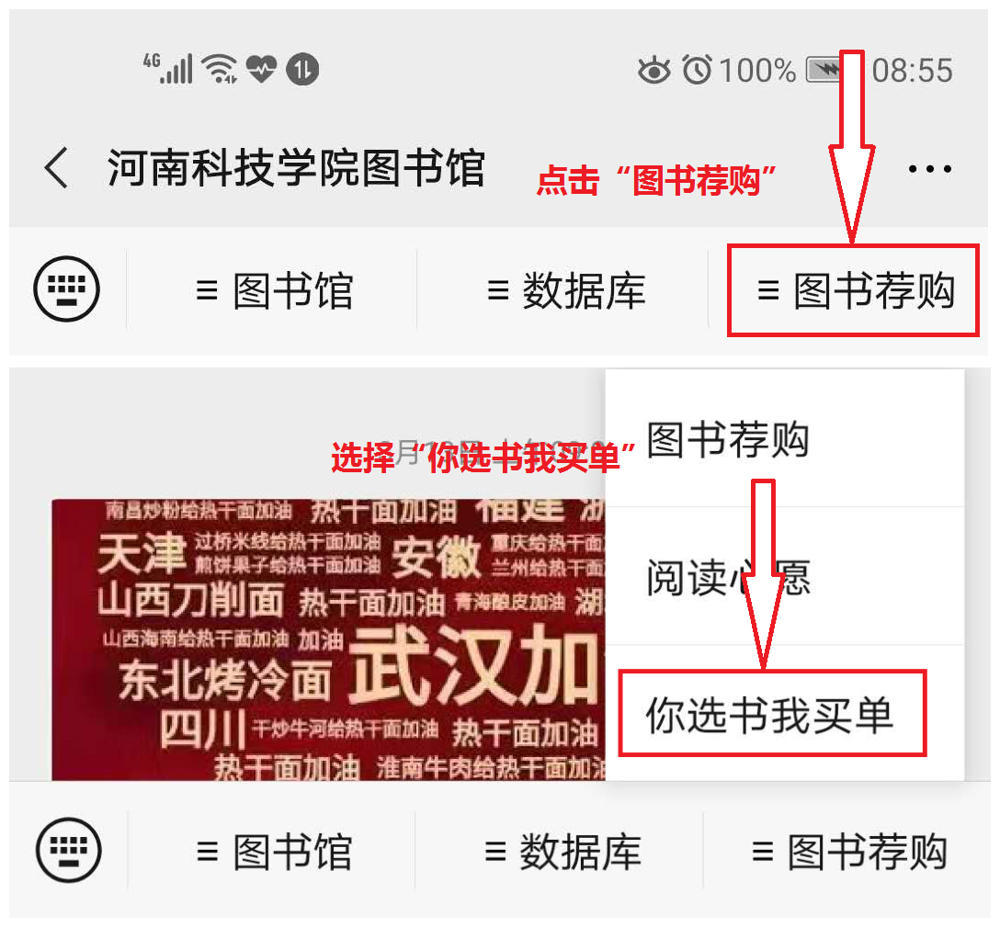 4G 100% 08:55
河南科技学院图书馆
点击“图书荐购”
图书馆 数据库 图书荐购
图书荐购
选择“你选书我买单”
南昌炒粉给热干面加油 热干面加油 福建
天津 过桥米线给热干面加油 安徽 重庆给热干面
煎饼果子给热干面加油 兰州给热干面
阅读心愿
山西刀削面 热干面加油 青海酿皮加油 湖
山西海南给热干面加油 加油 武汉加
东北烤冷面
你选书我买单
四川 干炒牛河给热干面加油 热干面加油
热干面加油 淮南牛肉给热干面加油
图书馆 数据库 图书荐购